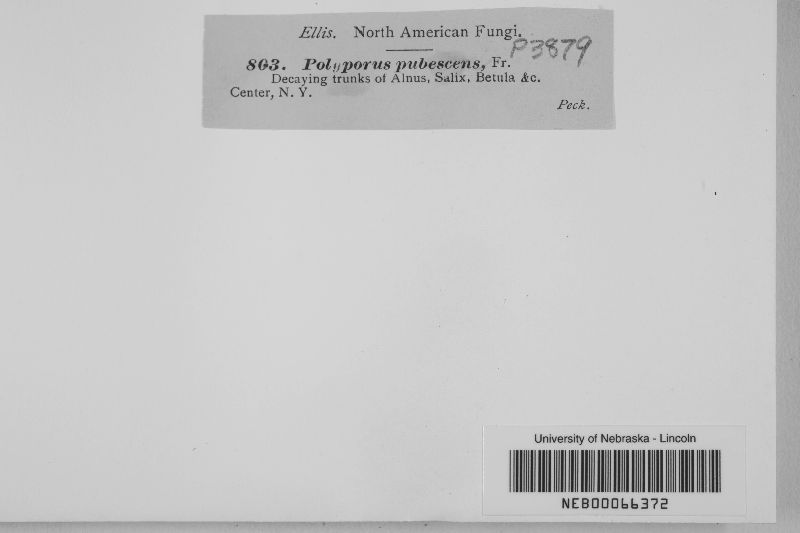 Ellis. North American Fungi.
P3879
803. Polyporus pubescens, Fr.
Decaying trunks of Alnus, Salix, Betula &c.
Center, N. Y.
Peck.
University of Nebraska - Lincoln
NEB00066372